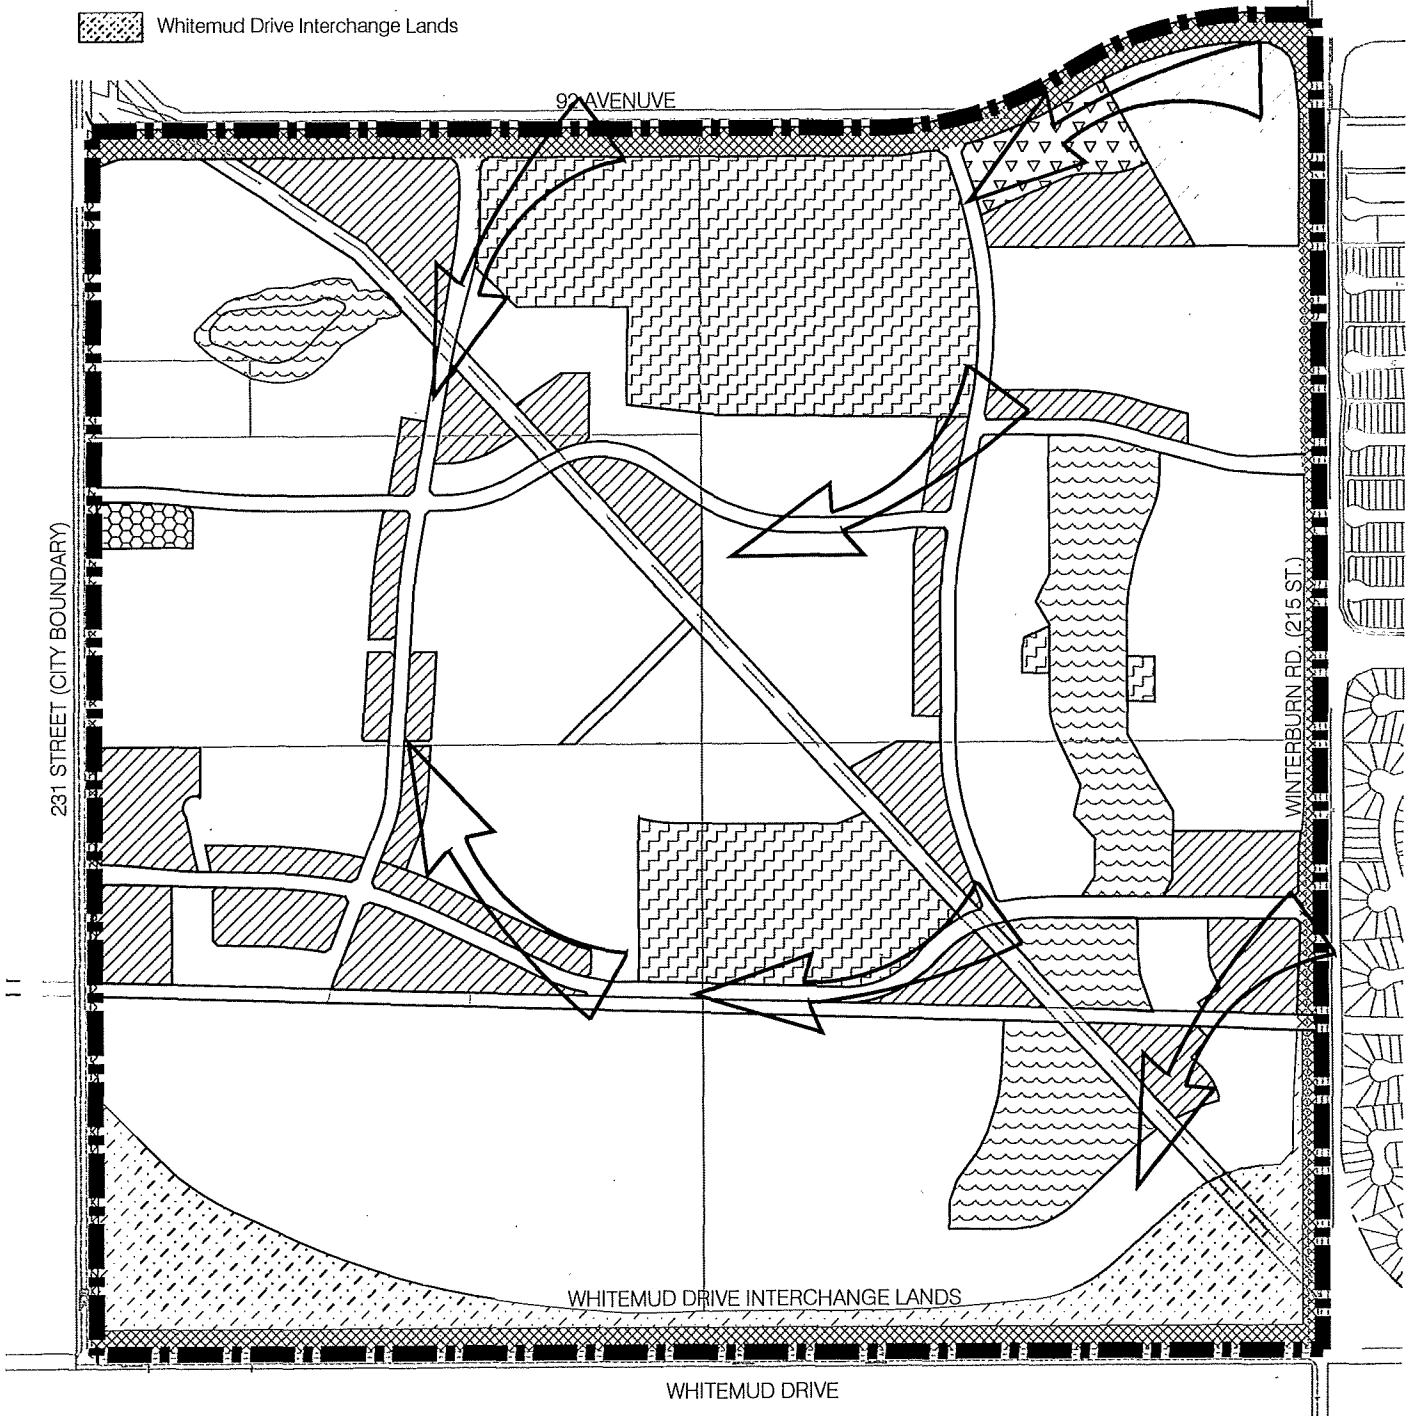 Whitemud Drive Interchange Lands
92 AVENUVE
231 STREET (CITY BOUNDARY)
WINTERBURN RD. (215 ST.)
WHITEMUD DRIVE INTERCHANGE LANDS
WHITEMUD DRIVE